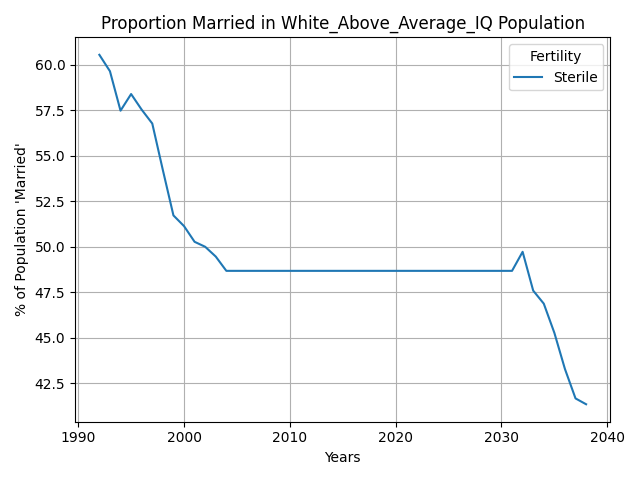 Proportion Married in White_Above_Average_IQ Population
Fertility
Sterile
% of Population 'Married'
60.0
57.5
55.0
52.5
50.0
47.5
45.0
42.5
1990 2000 2010 2020 2030 2040
Years